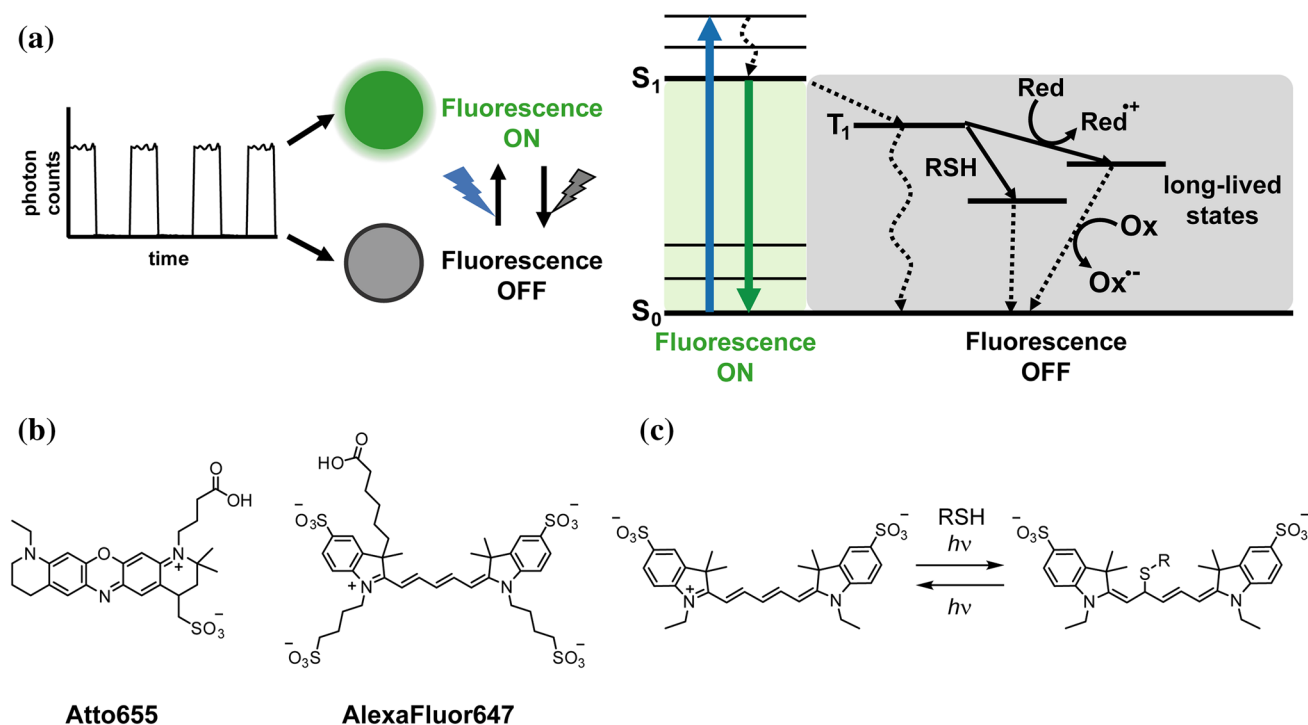 (a)
photon
counts
time
Fluorescence
ON
Fluorescence
OFF
S1
S0
T1
Red
Red•+
RSH
long-lived
states
Ox
Ox•-
Fluorescence
ON
Fluorescence
OFF
(b)
O
HO
OH
O
N
N
+
O
N
SO3
−
Atto655
O
−
SO3
−
O3S
N
+
N
O3S
−
SO3
−
AlexaFluor647
(c)
−
O3S
SO3
−
N
+
N
RSH
hν
hν
−
O3S
SO3
−
S
R
N
N